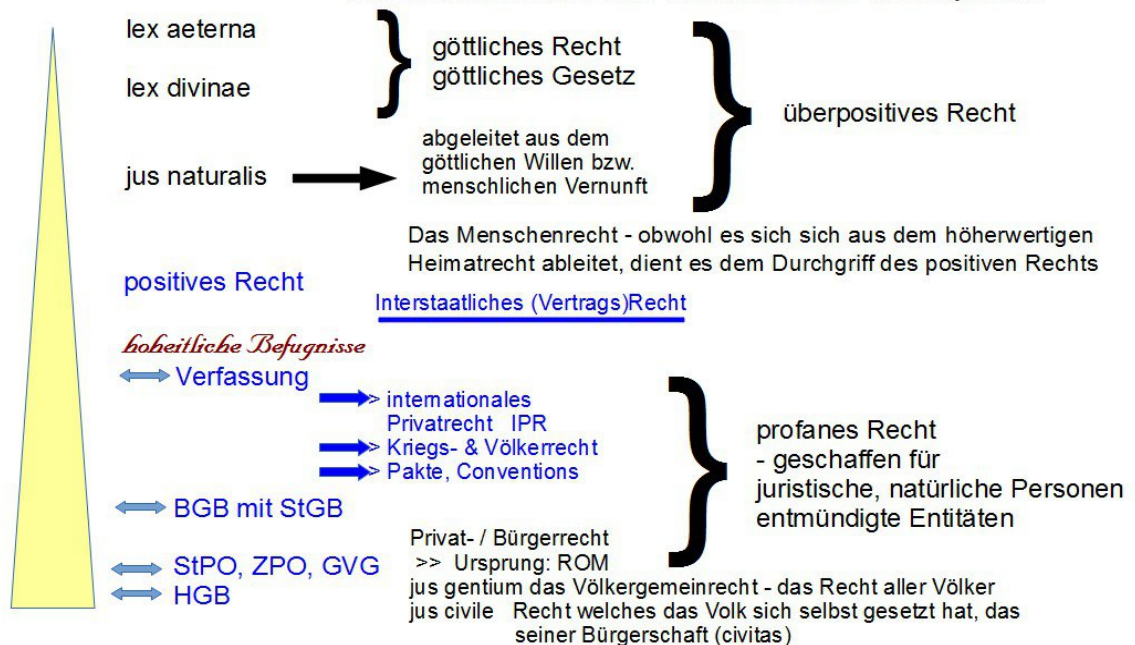 lex aeterna
lex divinae
göttliches Recht
göttliches Gesetz
überpositives Recht
jus naturalis
abgeleitet aus dem
göttlichen Willen bzw.
menschlichen Vernunft
Das Menschenrecht - obwohl es sich sich aus dem höherwertigen
Heimatrecht ableitet, dient es dem Durchgriff des positiven Rechts
positives Recht
Interstaatliches (Vertrags)Recht
hoheitliche Befugnisse
Verfassung
> internationales
Privatrecht IPR
> Kriegs- & Völkerrecht
> Pakte, Conventions
profanes Recht
- geschaffen für
juristische, natürliche Personen
entmündigte Entitäten
BGB mit StGB
StPO, ZPO, GVG
HGB
Privat- / Bürgerrecht
>> Ursprung: ROM
jus gentium das Völkergemeinrecht - das Recht aller Völker
jus civile Recht welches das Volk sich selbst gesetzt hat, das
seiner Bürgerschaft (civitas)